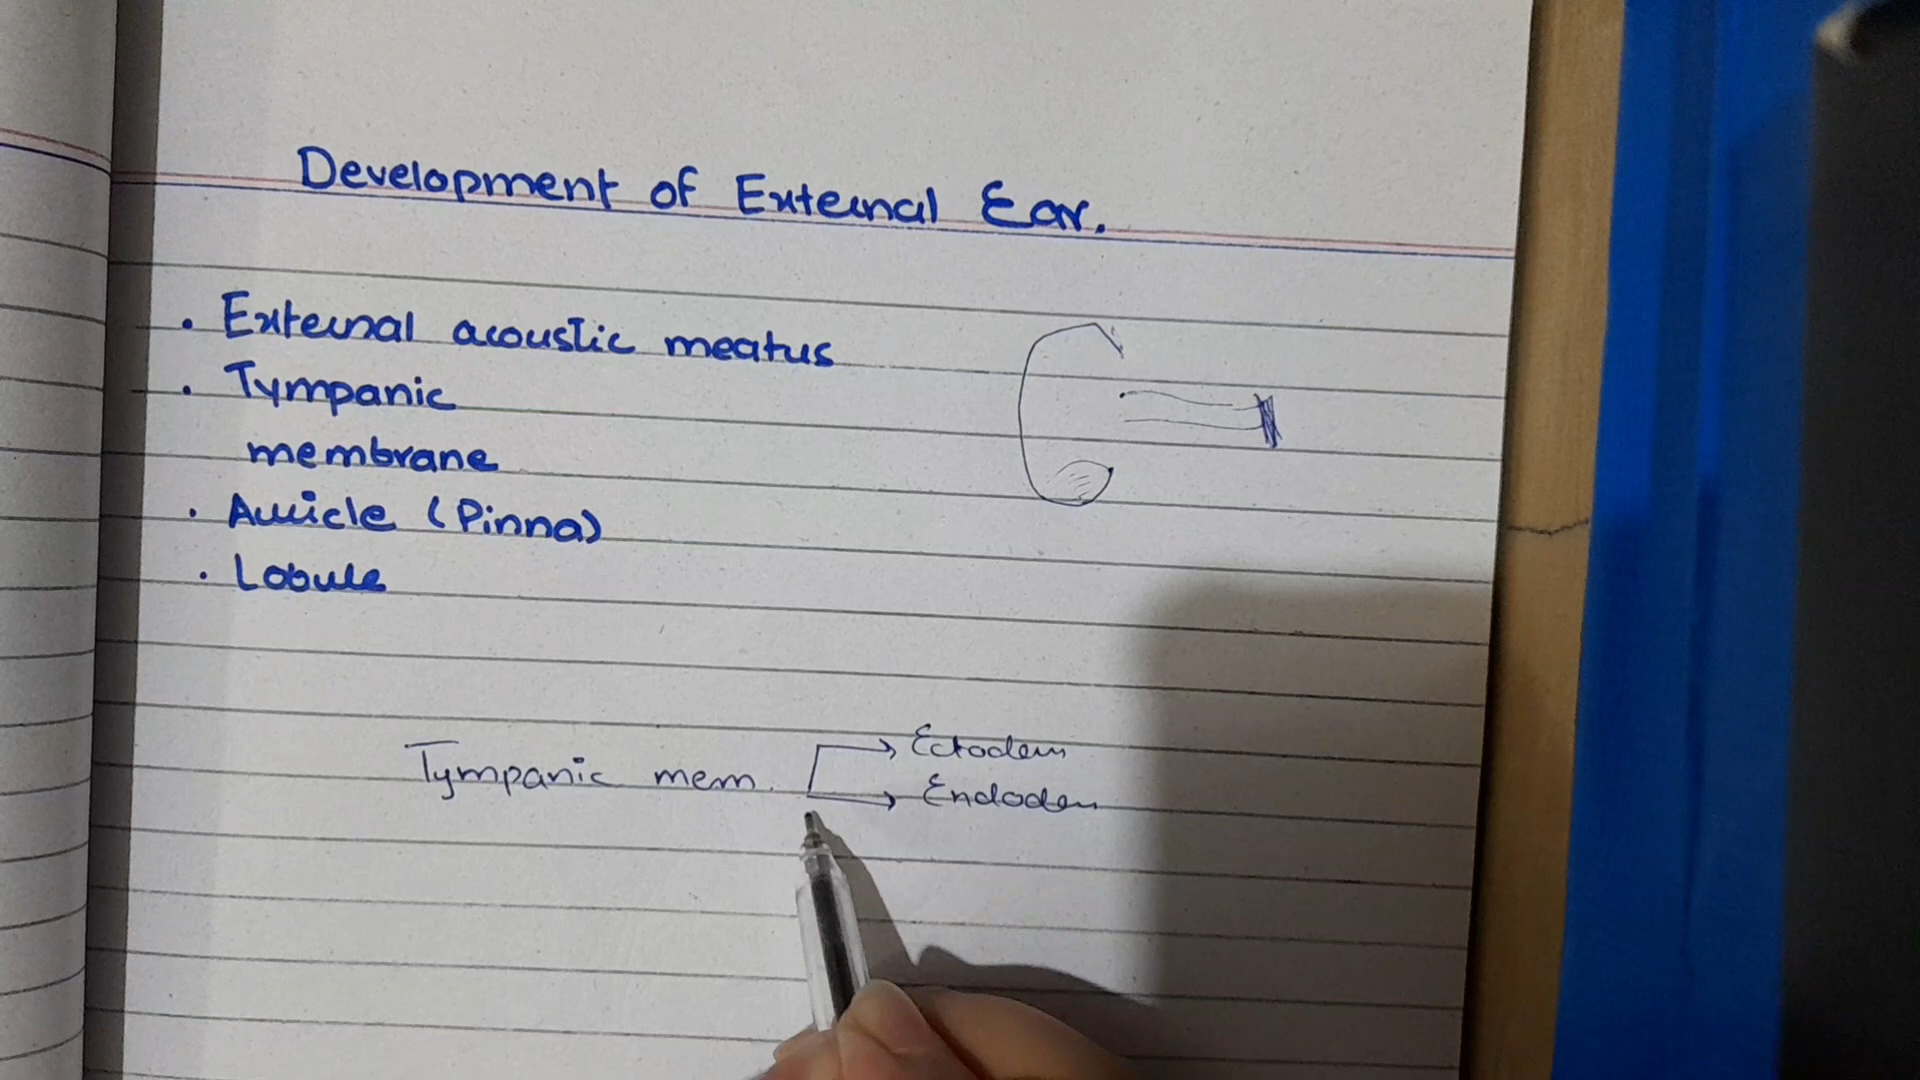 Development of External Ear.
. External acoustic meatus
. Tympanic
membrane
. Auricle (Pinna)
. Lobule
Tympanic mem.
Ectoderm
Endoderm